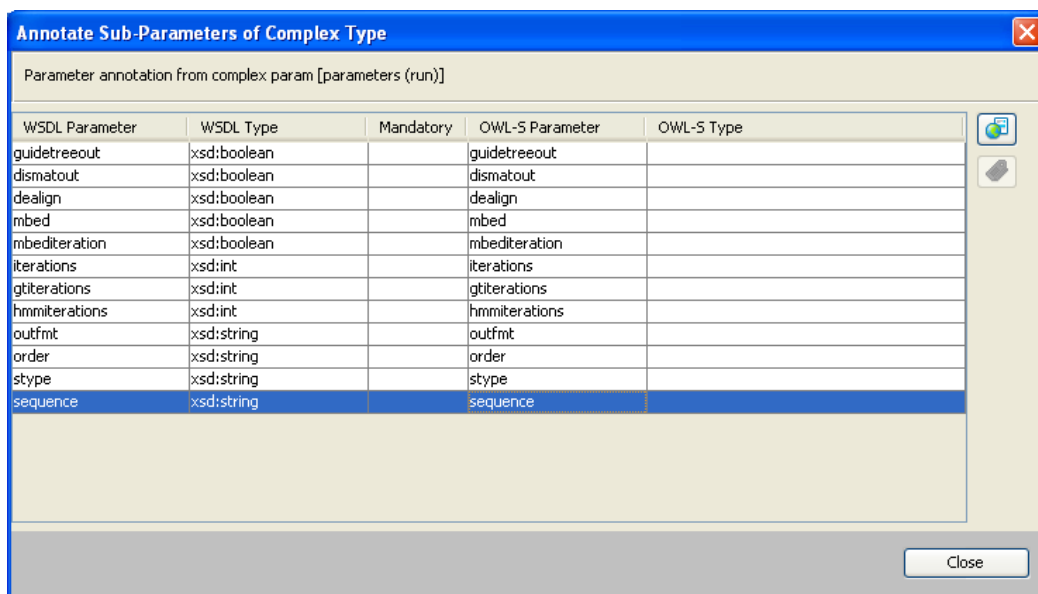 Annotate Sub-Parameters of Complex Type
Parameter annotation from complex param [parameters (run)]
WSDL Parameter WSDL Type Mandatory OWL-S Parameter OWL-S Type
guidetreeout xsd:boolean guidetreeout
dismatout xsd:boolean dismatout
dealign xsd:boolean dealign
mbed xsd:boolean mbed
mbediteration xsd:boolean mbediteration
iterations xsd:int iterations
gtiterations xsd:int gtiterations
hmmiterations xsd:int hmmiterations
outfmt xsd:string outfmt
order xsd:string order
stype xsd:string stype
sequence xsd:string sequence
Close